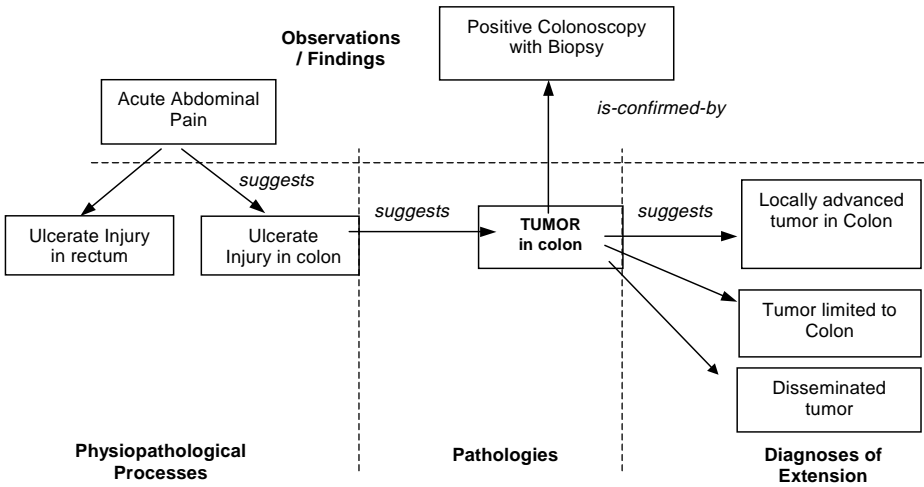 Observations
/ Findings
Positive Colonoscopy
with Biopsy
Acute Abdominal
Pain
is-confirmed-by
suggests
Ulcerate Injury
in rectum
Ulcerate
Injury in colon
suggests
TUMOR
in colon
suggests
Locally advanced
tumor in Colon
Tumor limited to
Colon
Disseminated
tumor
Physiopathological
Processes
Pathologies
Diagnoses of
Extension